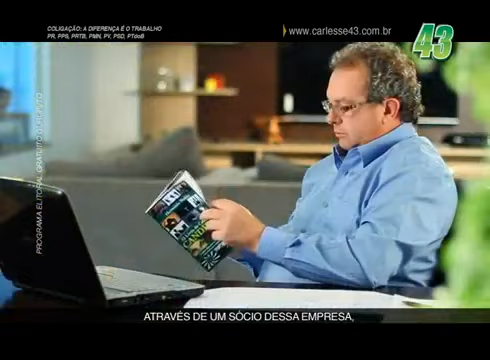 COLIGAÇÃO: A DIFERENÇA É O TRABALHO
PR, PPS, PRTB, PMN, PV, PSD, PTdoB
www.carlesse43.com.br
43
PROGRAMA ELEITORAL GRATUITO
ATRAVÉS DE UM SÓCIO DESSA EMPRESA,